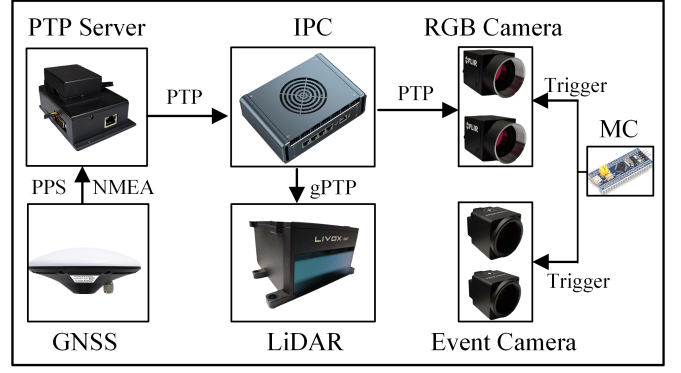 PTP Server
IPC
RGB Camera
FLIR
FLIR
PTP
PTP
Trigger
MC
PPS
NMEA
gPTP
LIVOX
Trigger
GNSS
LiDAR
Event Camera